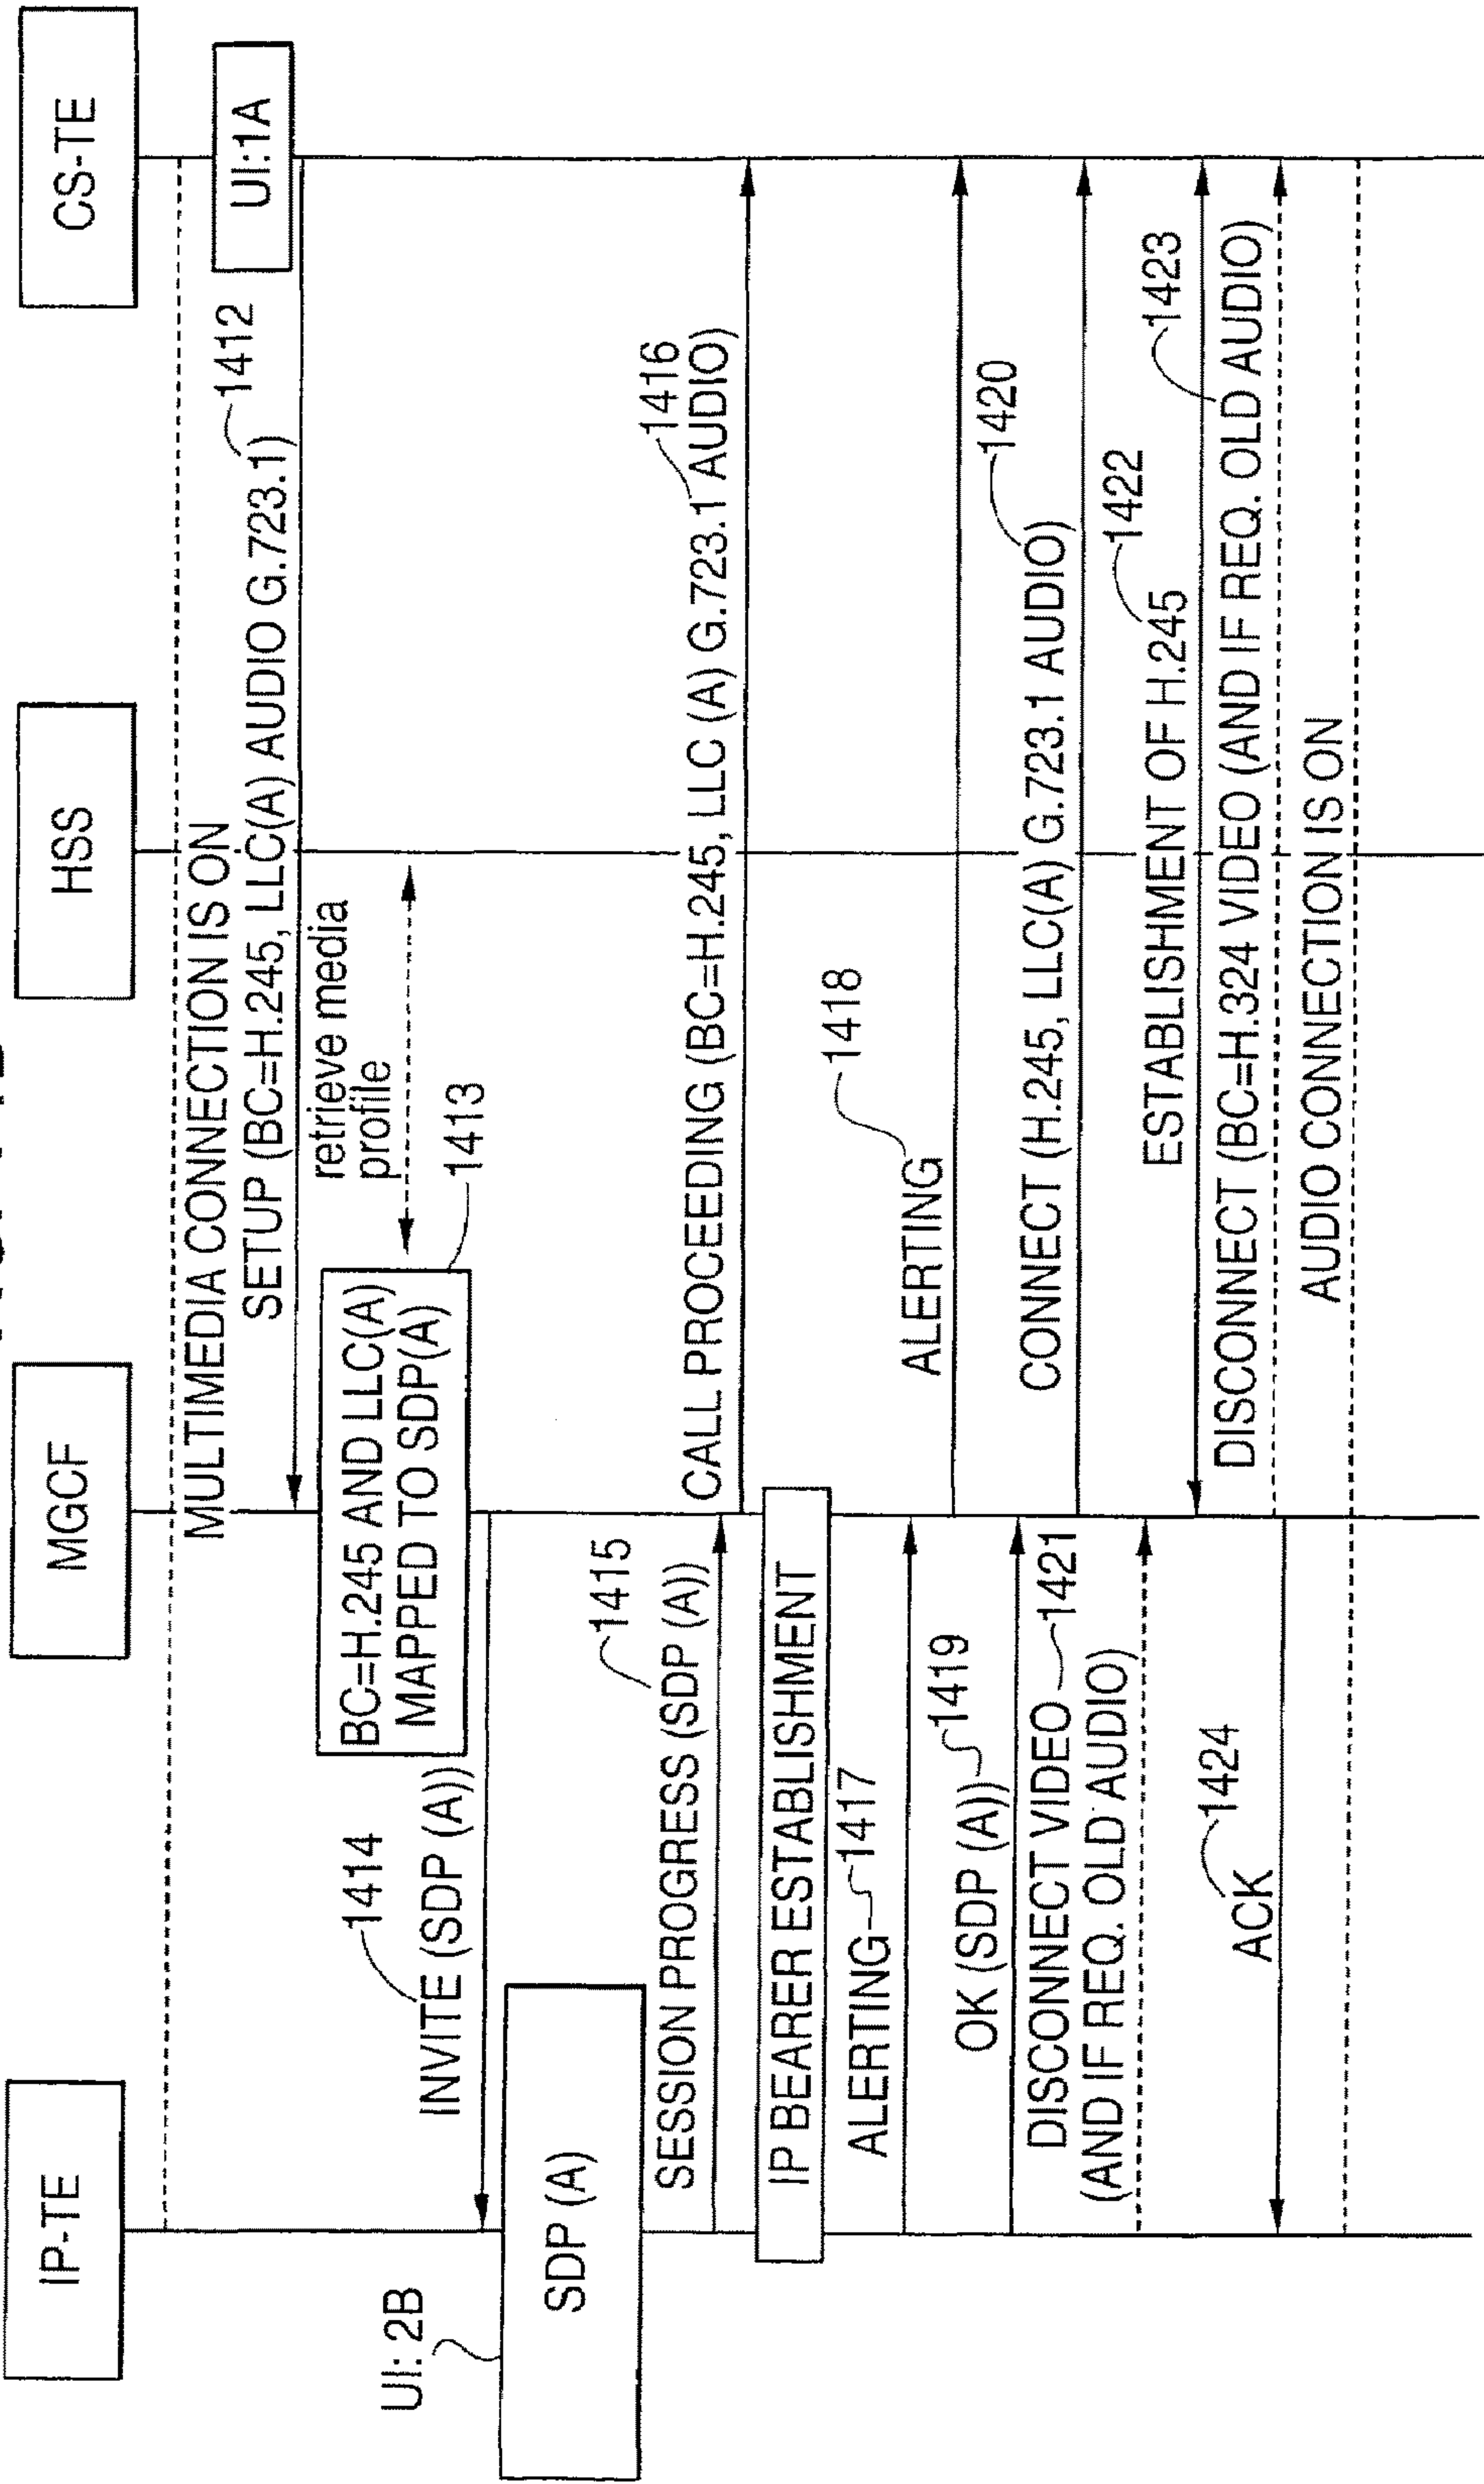 IP-TE
MGCF
HSS
CS-TE
MULTIMEDIA CONNECTION IS ON
UI:1A
1412
SETUP (BC=H.245, LLC(A) AUDIO G.723.1)
retrieve media
profile
1413
BC=H.245 AND LLC(A)
MAPPED TO SDP(A)
1414
INVITE (SDP (A))
UI: 2B
SDP (A)
1415
SESSION PROGRESS (SDP (A))
1416
CALL PROCEEDING (BC=H.245, LLC (A) G.723.1 AUDIO)
IP BEARER ESTABLISHMENT
ALERTING 1417
1418
ALERTING
OK (SDP (A)) 1419
1420
CONNECT (H.245, LLC(A) G.723.1 AUDIO)
DISCONNECT VIDEO 1421
(AND IF REQ. OLD AUDIO)
1422
ESTABLISHMENT OF H.245
1423
DISCONNECT (BC=H.324 VIDEO (AND IF REQ. OLD AUDIO)
1424
ACK
AUDIO CONNECTION IS ON